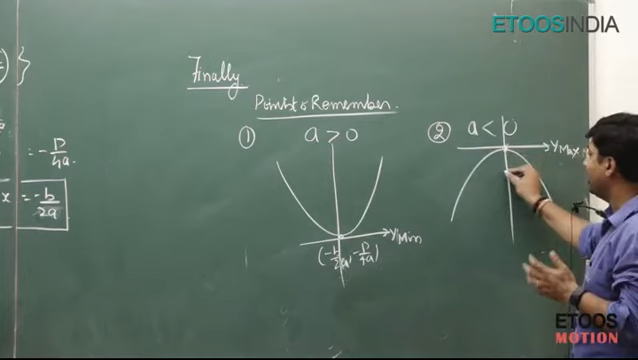 ETOOSINDIA
Finally
Points to Remember.
= -D/4a
x = -b/2a
① a > 0
Y Min
(-b/2a, -D/4a)
② a < 0
Y Max
ETOOS
MOTION